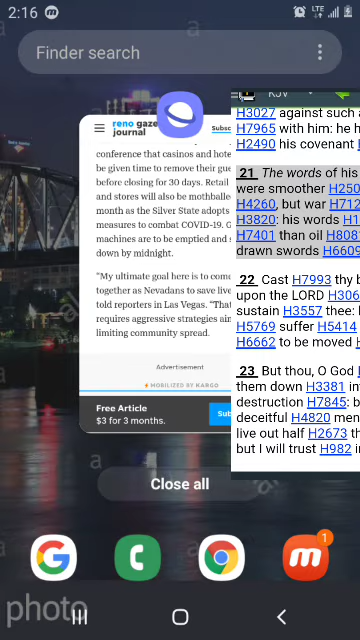 2:16
LTE
Finder search
reno gaze
journal
Subsc
conference that casinos and hote
be given time to remove their gue
before closing for 30 days. Retail
and stores will also be mothballe
month as the Silver State adopts
measures to combat COVID-19. G
machines are to be emptied and s
down by midnight.
“My ultimate goal here is to come
together as Nevadans to save live
told reporters in Las Vegas. “That
requires aggressive strategies aim
limiting community spread.
Advertisement
MOBILIZED BY KARGO
Free Article
$3 for 3 months.
Sub
KJV
H3027 against such a
H7965 with him: he h
H2490 his covenant
21 The words of his
were smoother H250
H4260, but war H712
H3820: his words H1
H7401 than oil H8081
drawn swords H6609
22 Cast H7993 thy b
upon the LORD H306
sustain H3557 thee:
H5769 suffer H5414
H6662 to be moved H
23 But thou, O God
them down H3381 in
destruction H7845: b
deceitful H4820 men
live out half H2673 th
but I will trust H982 i
Close all
1
photo